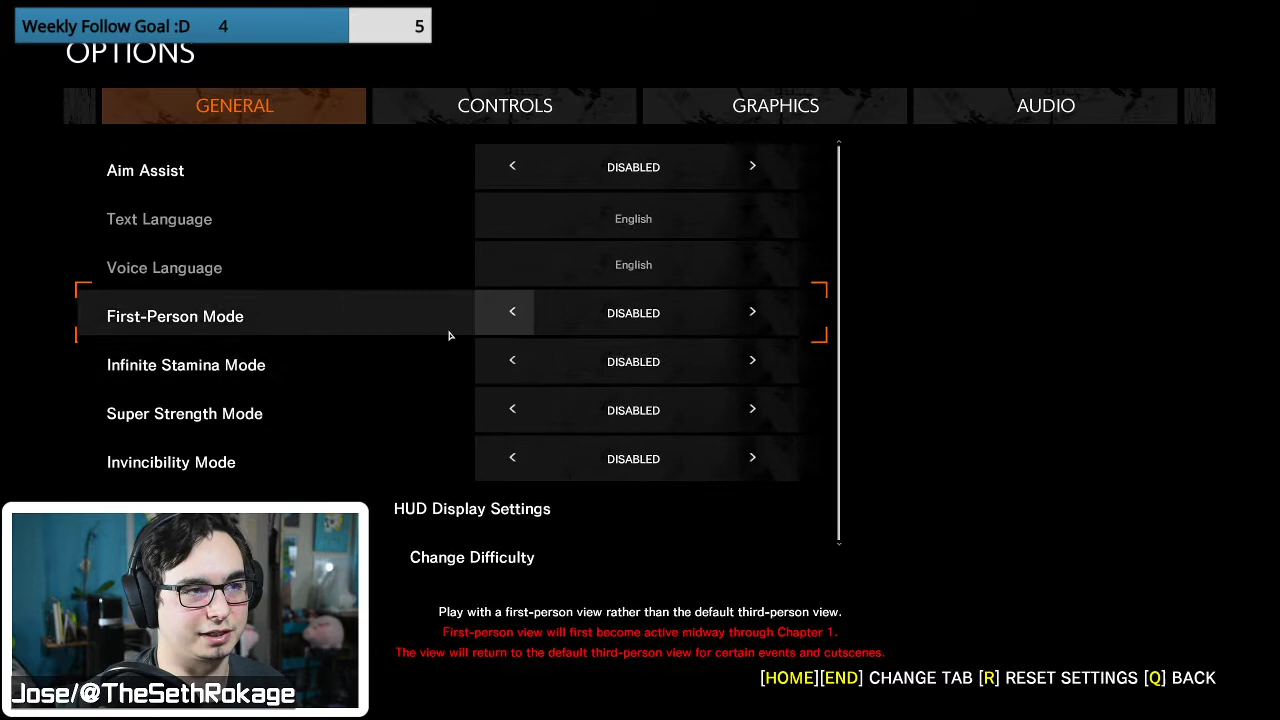 Weekly Follow Goal :D 4 5
OPTIONS
GENERAL CONTROLS GRAPHICS AUDIO
Aim Assist < DISABLED >
Text Language English
Voice Language English
First-Person Mode < DISABLED >
Infinite Stamina Mode < DISABLED >
Super Strength Mode < DISABLED >
Invincibility Mode < DISABLED >
HUD Display Settings
Change Difficulty
Play with a first-person view rather than the default third-person view.
First-person view will first become active midway through Chapter 1.
The view will return to the default third-person view for certain events and cutscenes.
[HOME][END] CHANGE TAB [R] RESET SETTINGS [Q] BACK
Jose/@TheSethRokage